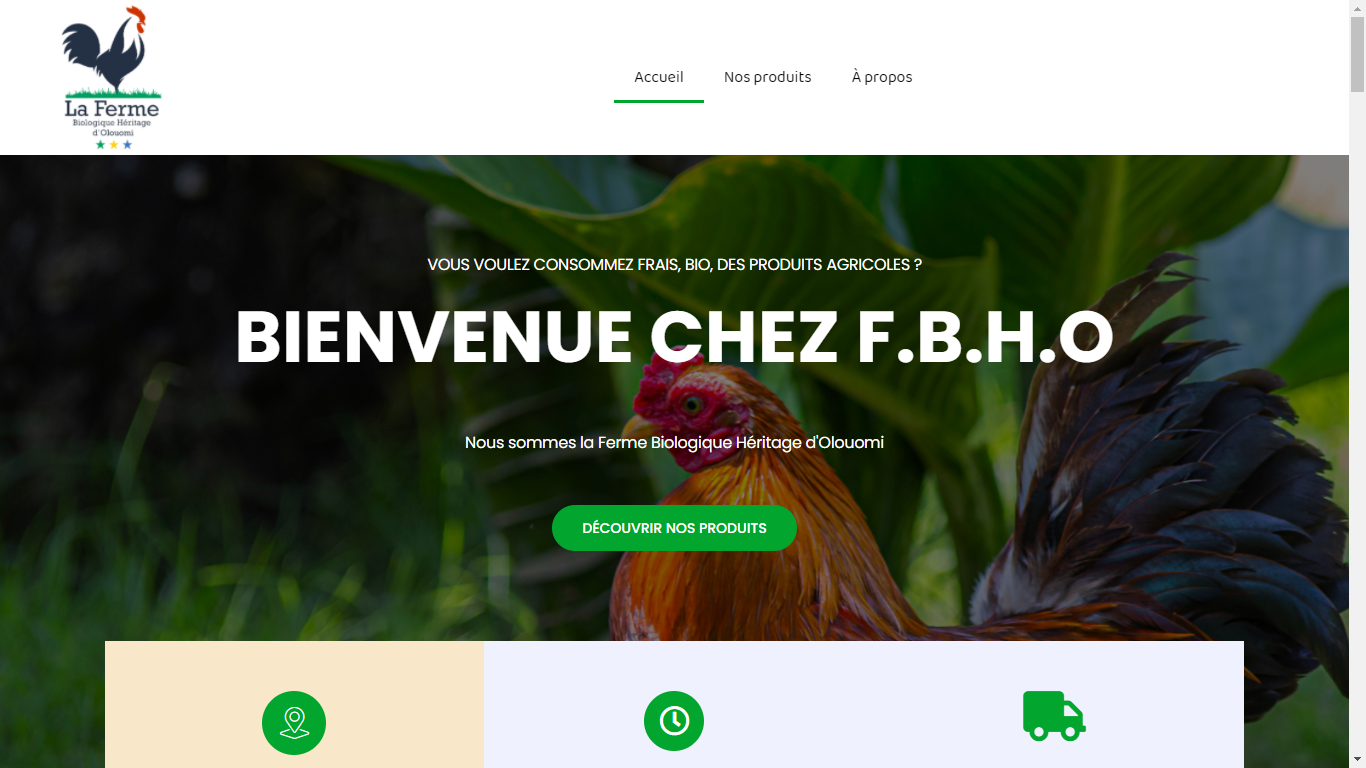 La Ferme
Biologique Héritage
d'Olouomi
Accueil
Nos produits
À propos
VOUS VOULEZ CONSOMMEZ FRAIS, BIO, DES PRODUITS AGRICOLES ?
BIENVENUE CHEZ F.B.H.O
Nous sommes la Ferme Biologique Héritage d'Olouomi
DÉCOUVRIR NOS PRODUITS